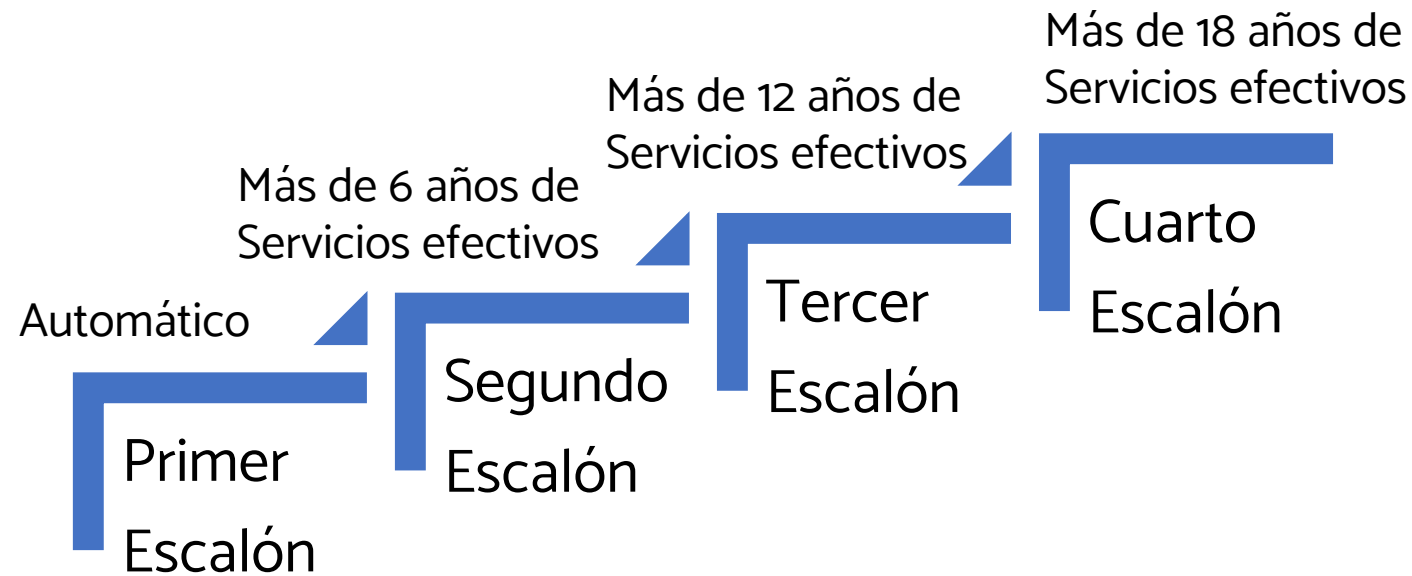 Automático
Primer
Escalón
Más de 6 años de
Servicios efectivos
Segundo
Escalón
Más de 12 años de
Servicios efectivos
Tercer
Escalón
Más de 18 años de
Servicios efectivos
Cuarto
Escalón